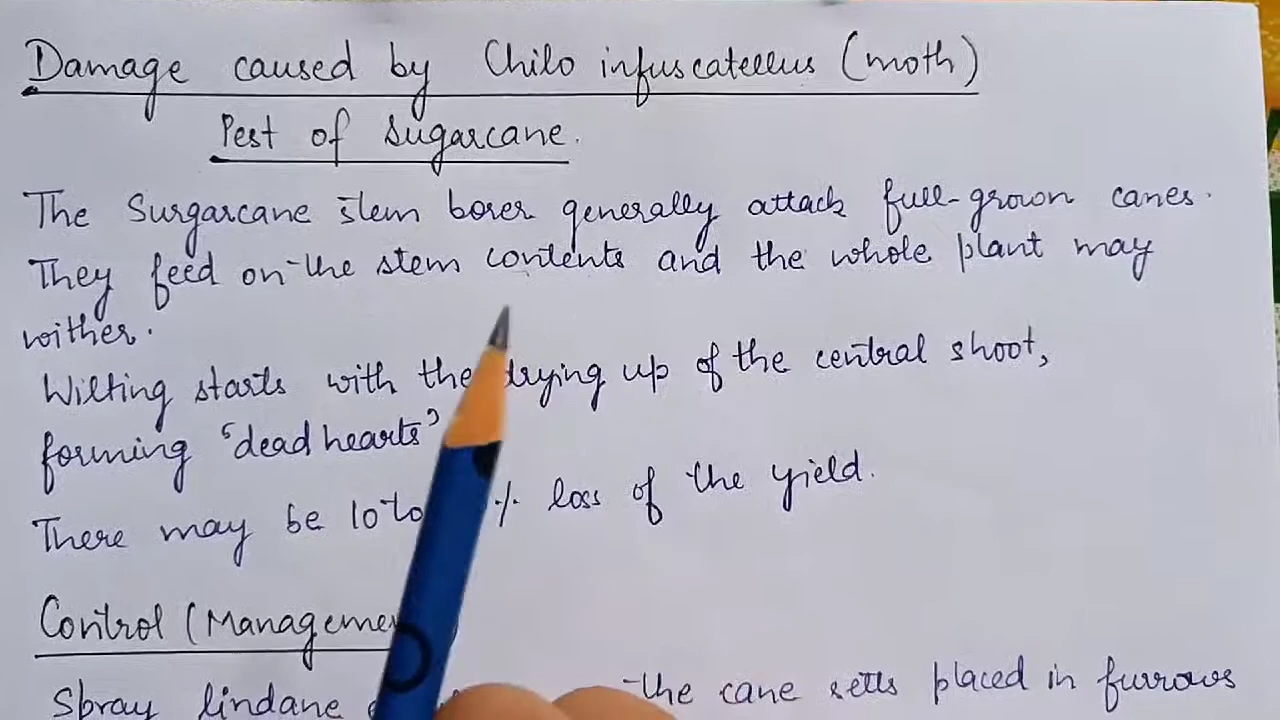 Damage caused by Chilo infuscatellus (moth)
Pest of sugarcane.
The Surgarcane stem borer generally attack full-grown canes.
They feed on the stem contents and the whole plant may
wither.
Wilting starts with the drying up of the central shoot,
forming 'dead hearts'
There may be 10 to % loss of the yield.
Control (Management
Spray lindane the cane setts placed in furrows